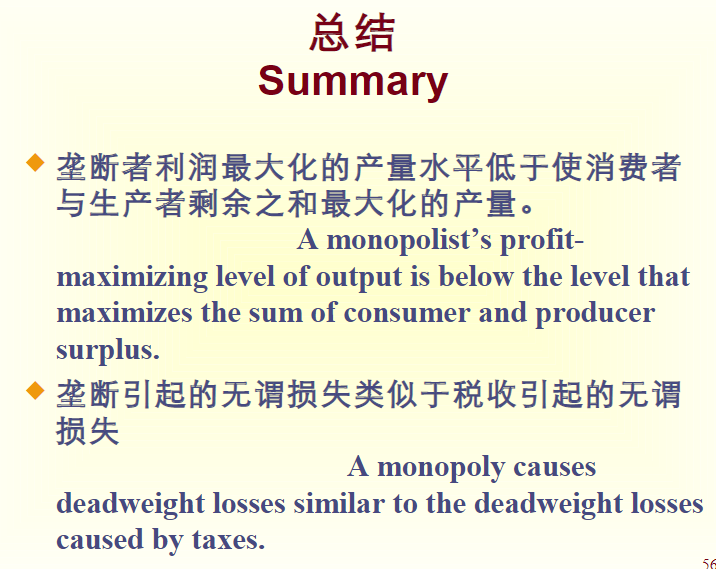 总结
Summary
垄断者利润最大化的产量水平低于使消费者
与生产者剩余之和最大化的产量。
A monopolist’s profit-
maximizing level of output is below the level that
maximizes the sum of consumer and producer
surplus.
垄断引起的无谓损失类似于税收引起的无谓
损失
A monopoly causes
deadweight losses similar to the deadweight losses
caused by taxes.
56